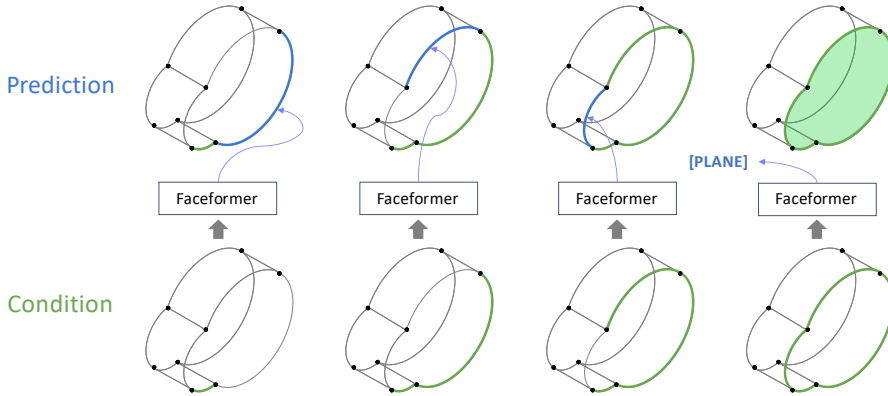 Prediction
[PLANE]
Faceformer
Faceformer
Faceformer
Faceformer
Condition